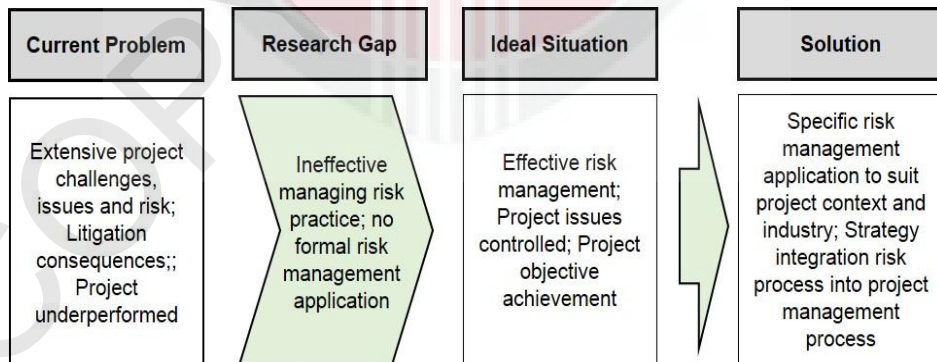 Current Problem
Research Gap
Ideal Situation
Solution
Extensive project
challenges,
issues and risk;
Litigation
consequences;;
Project
underperformed
Ineffective
managing risk
practice; no
formal risk
management
application
Effective risk
management;
Project issues
controlled; Project
objective
achievement
Specific risk
management
application to suit
project context and
industry; Strategy
integration risk
process into project
management
process
COP